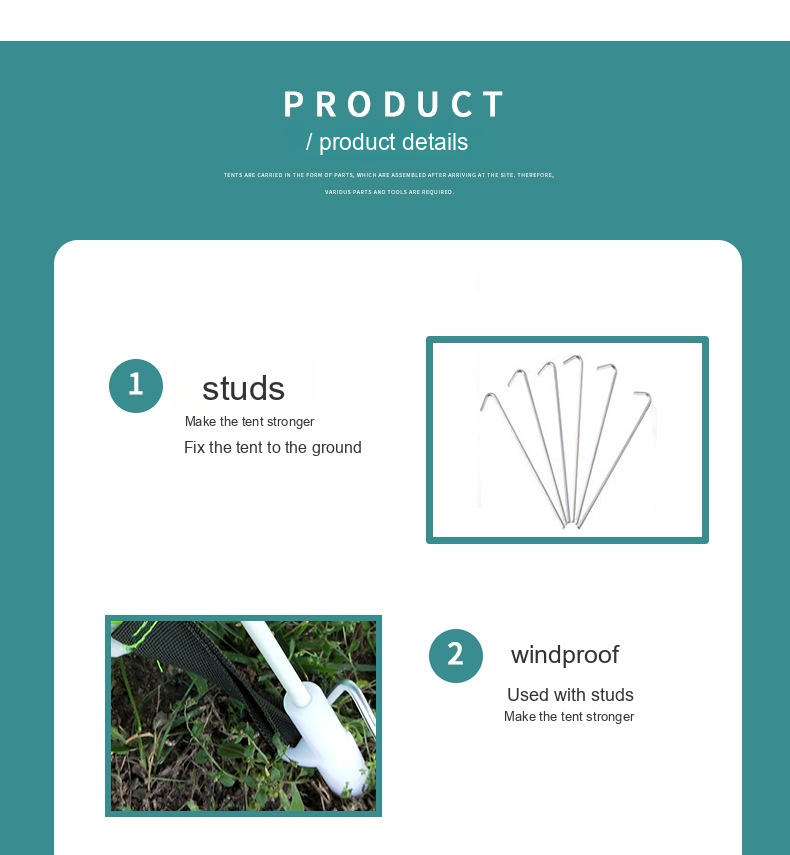 PRODUCT
/ product details
TENTS ARE CARRIED IN THE FORM OF PARTS, WHICH ARE ASSEMBLED AFTER ARRIVING AT THE SITE. THEREFORE,
VARIOUS PARTS AND TOOLS ARE REQUIRED.
1
studs
Make the tent stronger
Fix the tent to the ground
2
windproof
Used with studs
Make the tent stronger